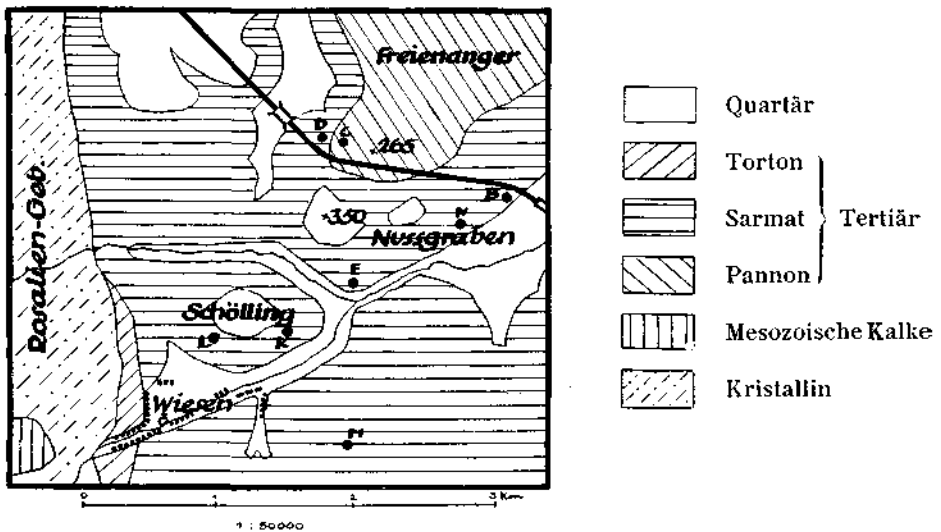 Freienanger
D
C
.265
B
350
N
Nussgraben
E
Rosalien-Geb.
Schölling
L
K
Wiesen
M
0 1 2 3 Km
1 : 50000
Quartär
Torton
Sarmat
Tertiär
Pannon
Mesozoische Kalke
Kristallin